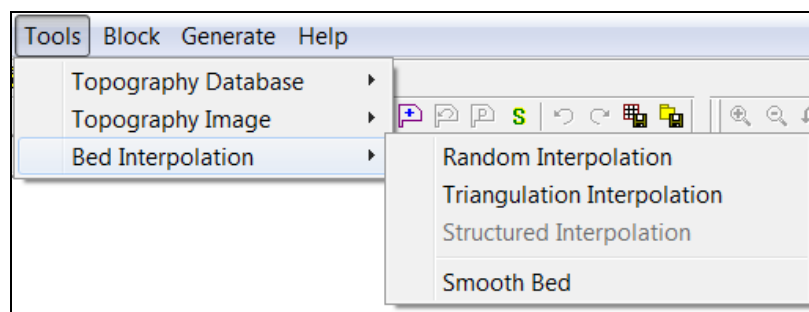 Tools Block Generate Help
Topography Database
Topography Image
P S
Bed Interpolation
Random Interpolation
Triangulation Interpolation
Structured Interpolation
Smooth Bed